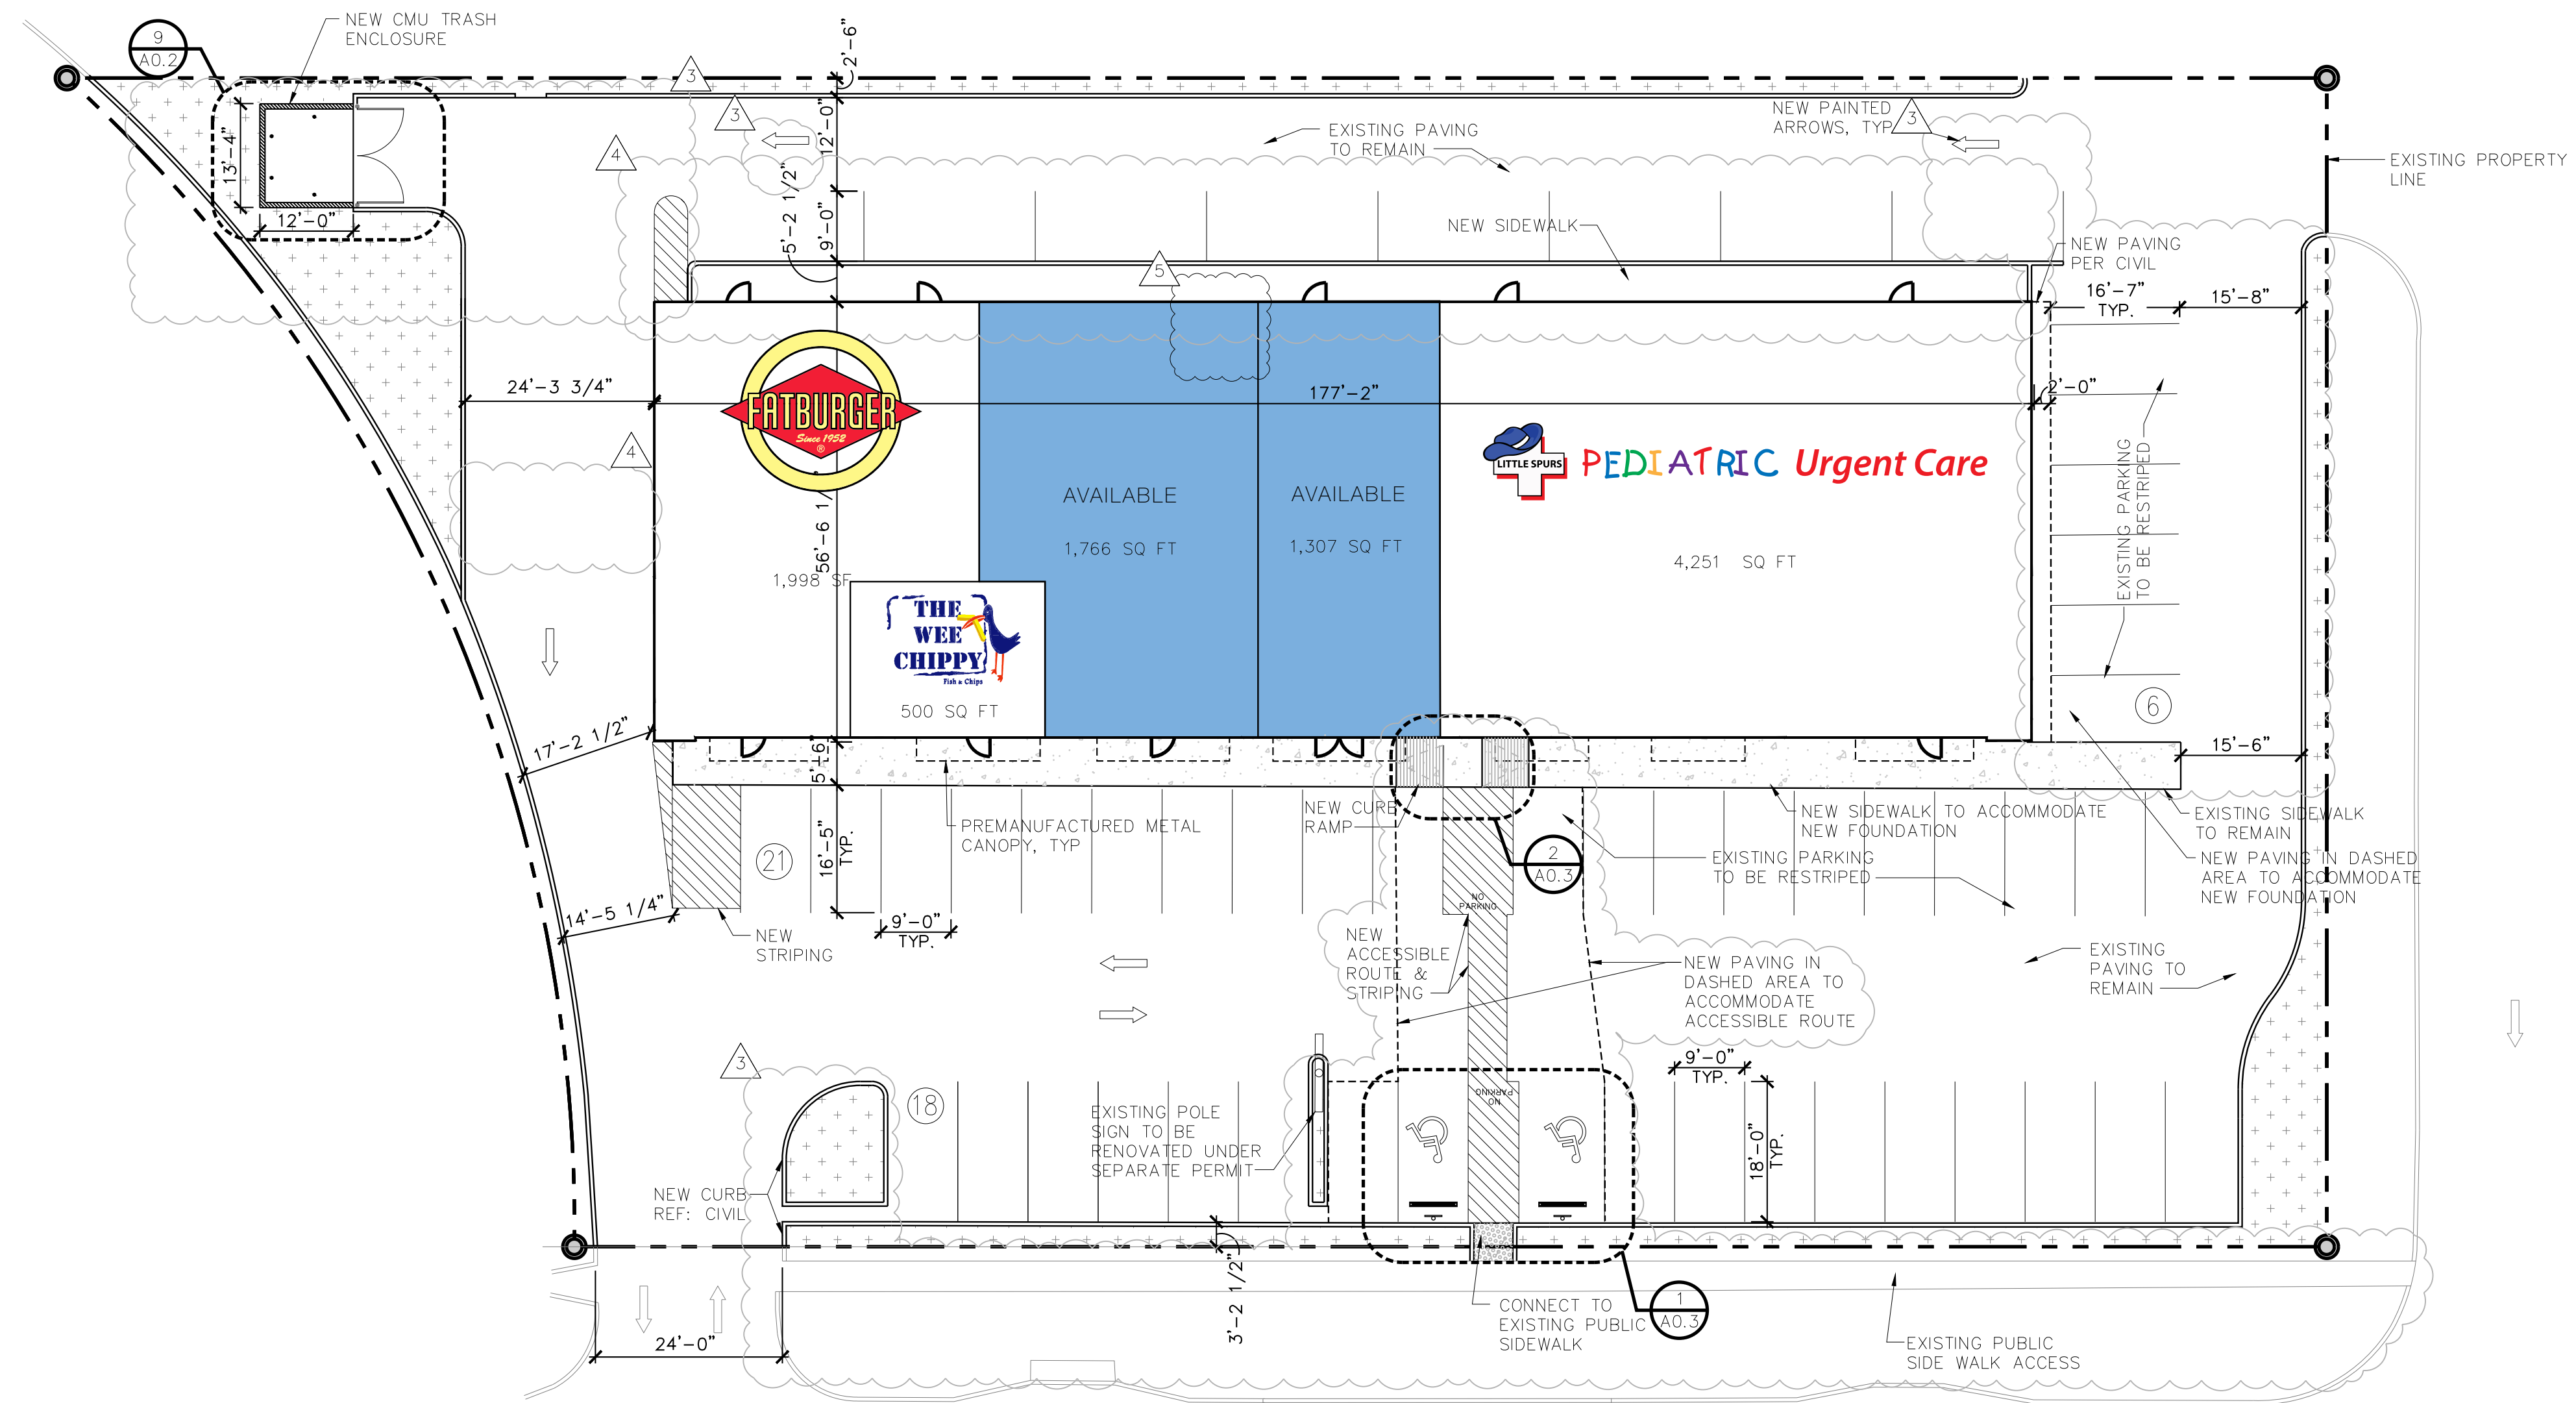 9
A0.2
NEW CMU TRASH
ENCLOSURE
13'-4"
12'-0"
3
3
2'-6"
12'-0"
5'-2 1/2"
9'-0"
4
EXISTING PAVING
TO REMAIN
NEW PAINTED
ARROWS, TYP
3
EXISTING PROPERTY
LINE
NEW SIDEWALK
5
NEW PAVING
PER CIVIL
16'-7"
TYP.
15'-8"
24'-3 3/4"
177'-2"
2'-0"
FATBURGER
Since 1952
®
4
LITTLE SPURS
PEDIATRIC Urgent Care
AVAILABLE
1,766 SQ FT
AVAILABLE
1,307 SQ FT
4,251 SQ FT
EXISTING PARKING
TO BE RESTRIPED
56'-6 1/
1,998 SF
THE
WEE
CHIPPY
Fish & Chips
500 SQ FT
6
17'-2 1/2"
5'-6"
15'-6"
NEW CURB
RAMP
PREMANUFACTURED METAL
CANOPY, TYP
NEW SIDEWALK TO ACCOMMODATE
NEW FOUNDATION
EXISTING SIDEWALK
TO REMAIN
21
16'-5"
TYP.
2
A0.3
EXISTING PARKING
TO BE RESTRIPED
NEW PAVING IN DASHED
AREA TO ACCOMMODATE
NEW FOUNDATION
14'-5 1/4"
9'-0"
TYP.
NO
PARKING
NEW
STRIPING
NEW
ACCESSIBLE
ROUTE &
STRIPING
NEW PAVING IN
DASHED AREA TO
ACCOMMODATE
ACCESSIBLE ROUTE
EXISTING
PAVING TO
REMAIN
3
9'-0"
TYP.
18
NO
PARKING
EXISTING POLE
SIGN TO BE
RENOVATED UNDER
SEPARATE PERMIT
18'-0"
TYP.
NEW CURB
REF: CIVIL
3'-2 1/2"
24'-0"
CONNECT TO
EXISTING PUBLIC
SIDEWALK
1
A0.3
EXISTING PUBLIC
SIDE WALK ACCESS